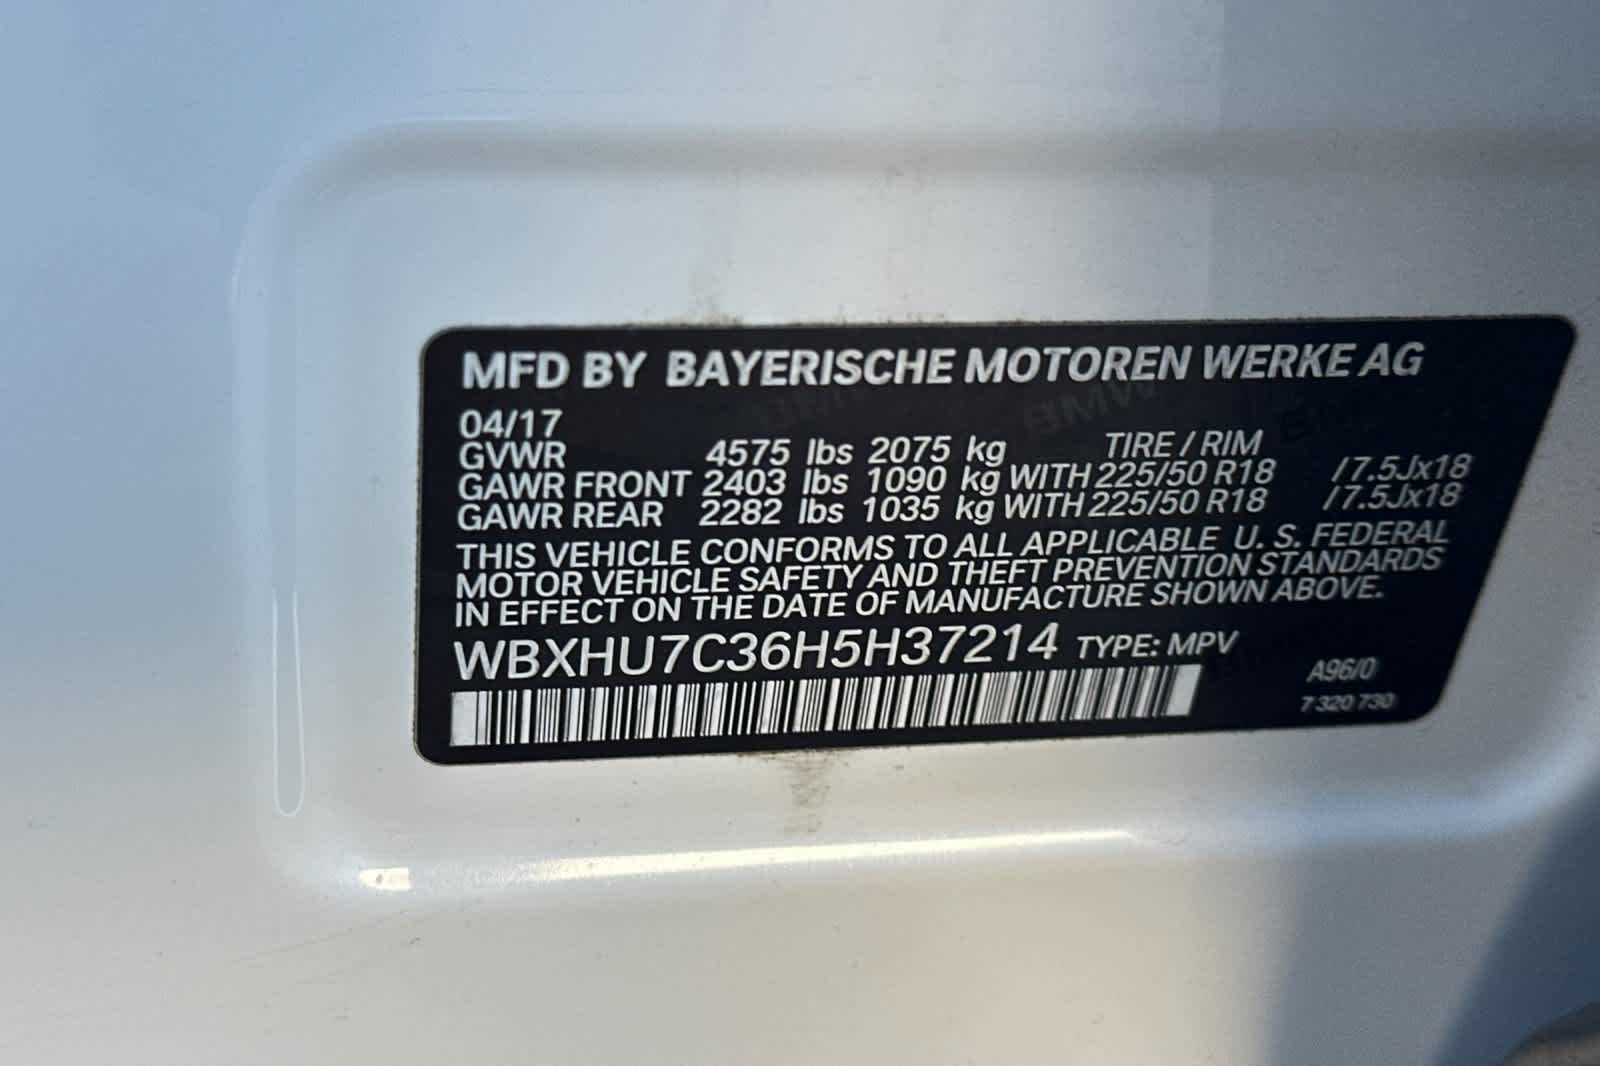 MFD BY BAYERISCHE MOTOREN WERKE AG
04/17
GVWR 4575 lbs 2075 kg TIRE / RIM
GAWR FRONT 2403 lbs 1090 kg WITH 225/50 R18 /7.5Jx18
GAWR REAR 2282 lbs 1035 kg WITH 225/50 R18 /7.5Jx18
THIS VEHICLE CONFORMS TO ALL APPLICABLE U. S. FEDERAL
MOTOR VEHICLE SAFETY AND THEFT PREVENTION STANDARDS
IN EFFECT ON THE DATE OF MANUFACTURE SHOWN ABOVE.
WBXHU7C36H5H37214 TYPE: MPV
A96/0
7 320 730